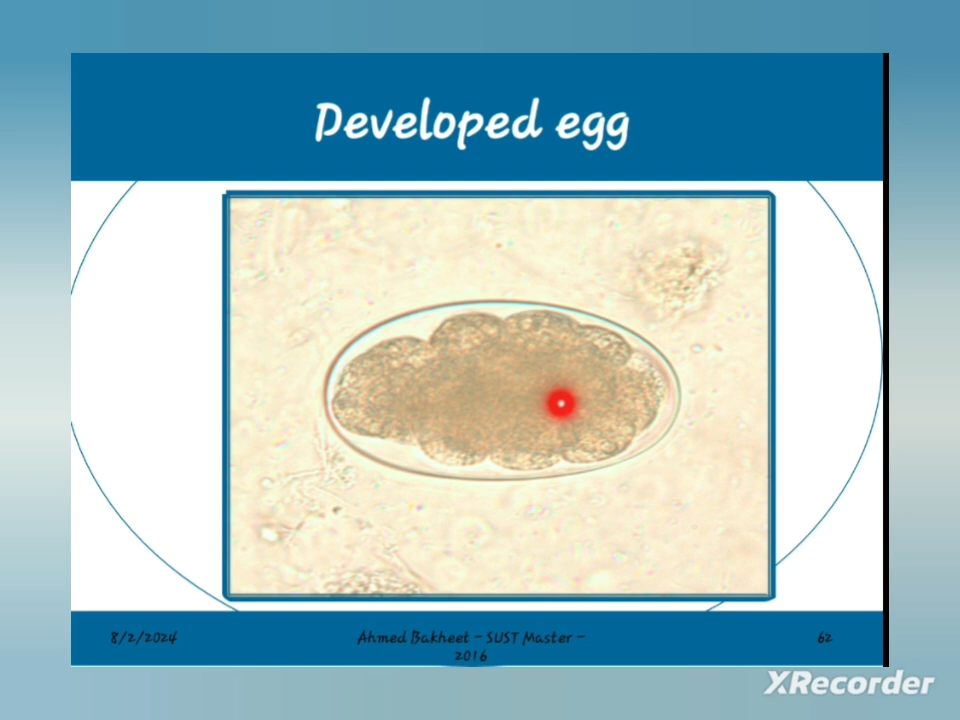 Developed egg
8/2/2024
Ahmed Bakheet - SUST Master -
2016
62
XRecorder